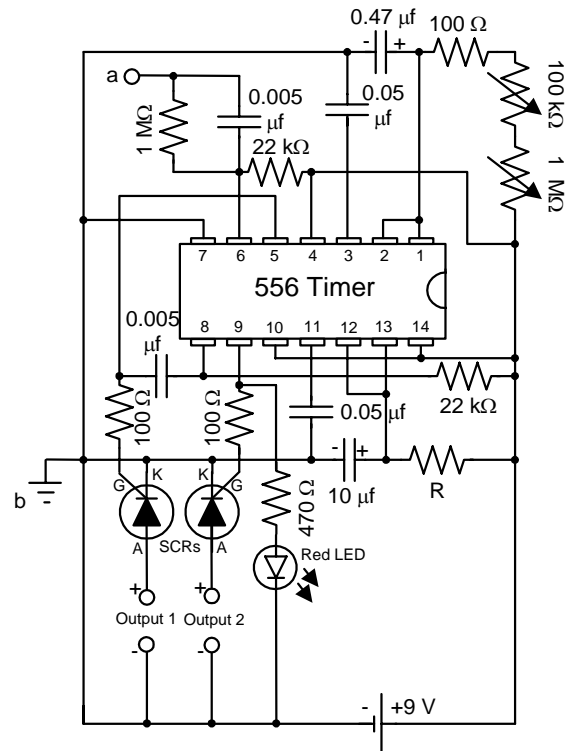 0.47 μf
100 Ω
- +
a
0.005
μf
0.05
μf
100 kΩ
1 MΩ
22 kΩ
1 MΩ
7 6 5 4 3 2 1
556 Timer
8 9 10 11 12 13 14
0.005
μf
22 kΩ
100 Ω
100 Ω
0.05 μf
- +
10 μf
R
b
G K K G
470 Ω
A SCRs A
Red LED
+ +
Output 1 Output 2
- -
- +9 V